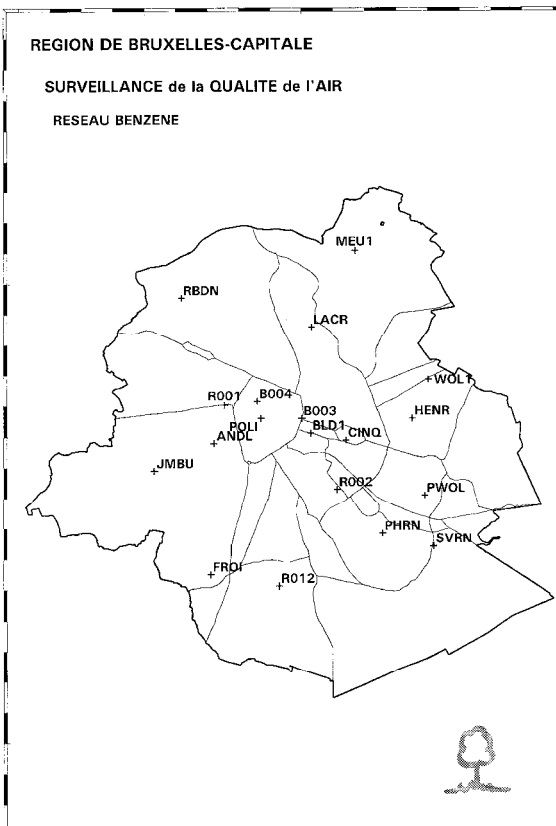 REGION DE BRUXELLES-CAPITALE
SURVEILLANCE de la QUALITE de l'AIR
RESEAU BENZENE
MEU1
RBDN
LACR
WOL1
R001
B004
B003
HENR
POLI
BLD1
CINQ
ANDL
JMBU
R002
PWOL
PHRN
SVRN
FROI
R012